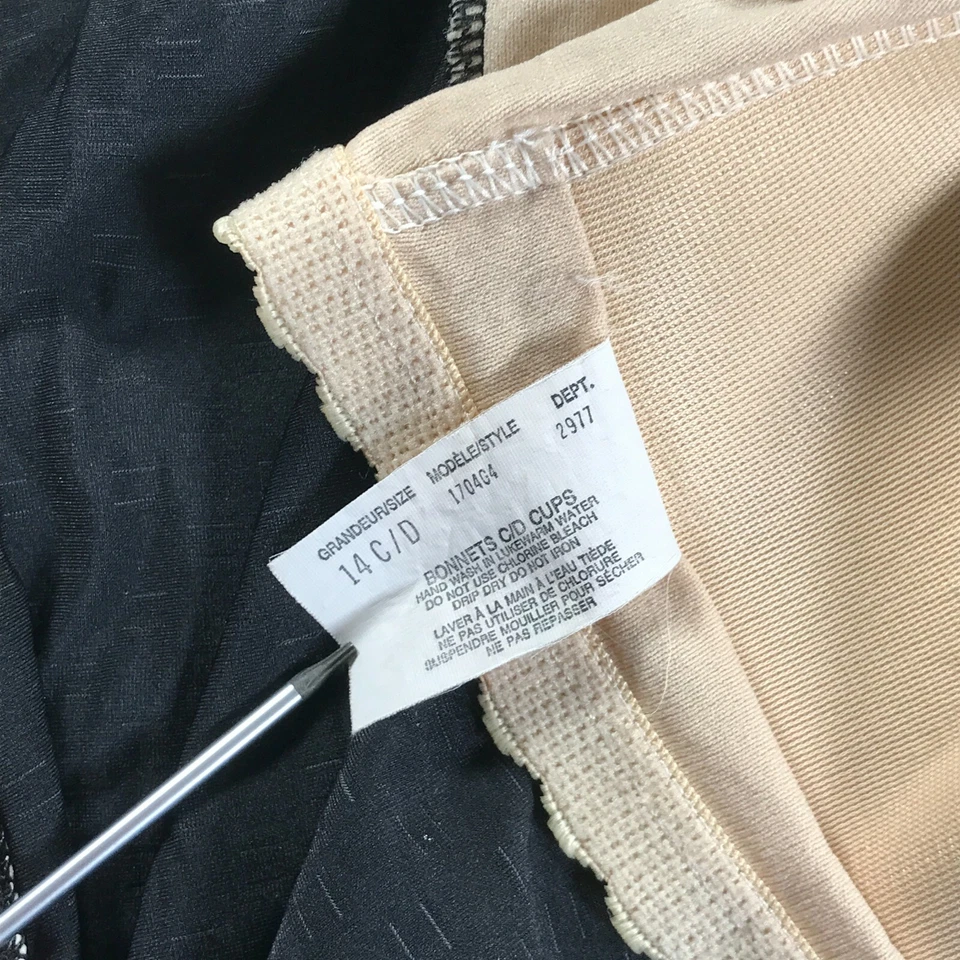 GRANDEUR/SIZE MODÈLE/STYLE DEPT.
14 C/D 1704G4 2977
BONNETS C/D CUPS
HAND WASH IN LUKEWARM WATER
DO NOT USE CHLORINE BLEACH
DRIP DRY DO NOT IRON
LAVER À LA MAIN À L'EAU TIÈDE
NE PAS UTILISER DE CHLORURE
SUSPENDRE MOUILLER POUR SÉCHER
NE PAS REPASSER